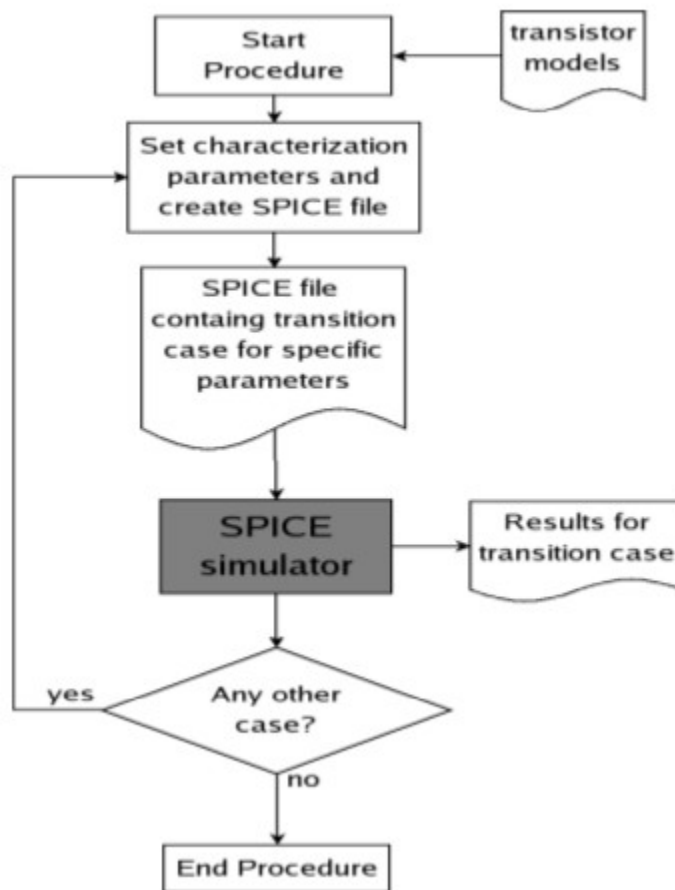 Start
Procedure
transistor
models
Set characterization
parameters and
create SPICE file
SPICE file
containg transition
case for specific
parameters
SPICE
simulator
Results for
transition case
yes
Any other
case?
no
End Procedure